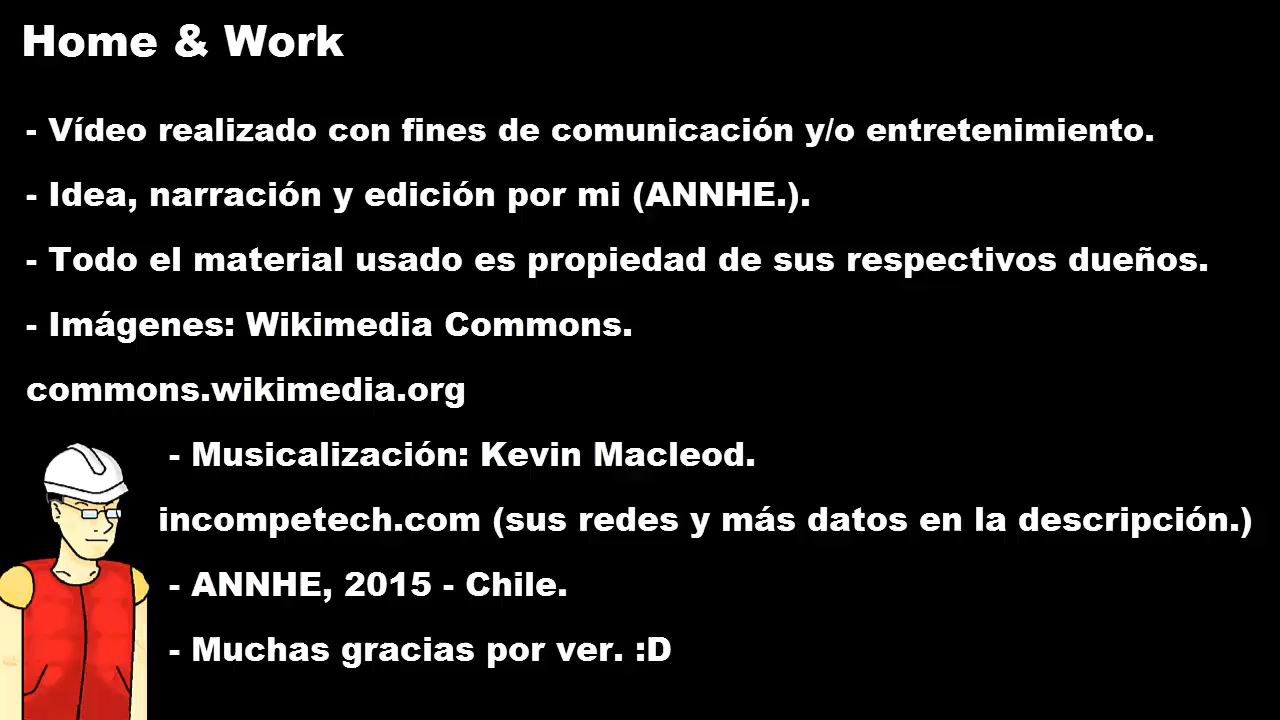 Home & Work
- Vídeo realizado con fines de comunicación y/o entretenimiento.
- Idea, narración y edición por mi (ANNHE.).
- Todo el material usado es propiedad de sus respectivos dueños.
- Imágenes: Wikimedia Commons.
commons.wikimedia.org
- Musicalización: Kevin Macleod.
incompetech.com (sus redes y más datos en la descripción.)
- ANNHE, 2015 - Chile.
- Muchas gracias por ver. :D